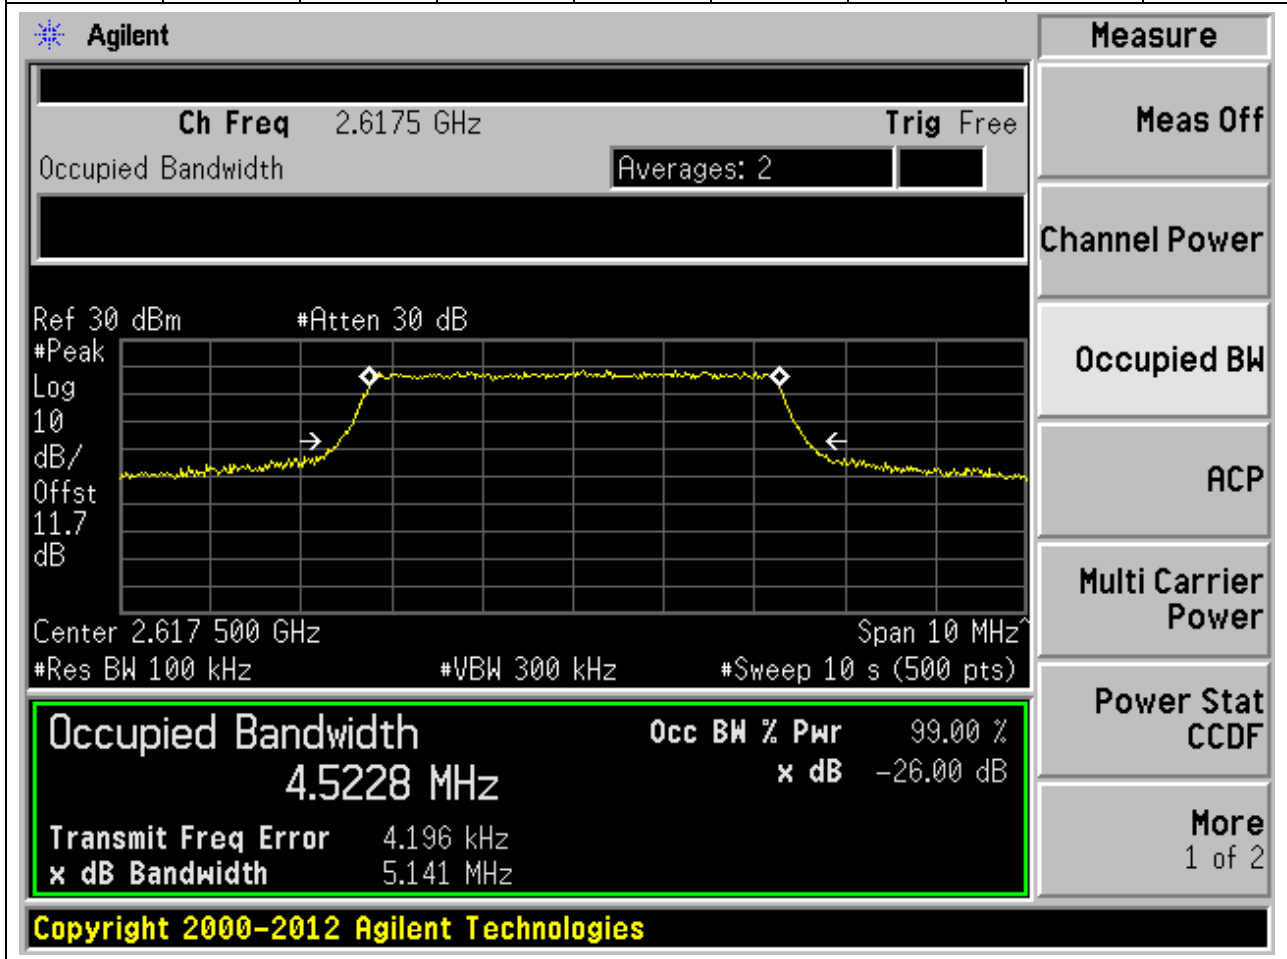 Agilent
Measure
Ch Freq 2.6175 GHz Trig Free
Occupied Bandwidth Averages: 2
Meas Off
Channel Power
Occupied BW
ACP
Multi Carrier
Power
Power Stat
CCDF
More
1 of 2
Ref 30 dBm #Atten 30 dB
#Peak
Log
10
dB/
Offst
11.7
dB
Center 2.617 500 GHz Span 10 MHz^
#Res BW 100 kHz #VBW 300 kHz #Sweep 10 s (500 pts)
Occupied Bandwidth Occ BW % Pwr 99.00 %
4.5228 MHz x dB -26.00 dB
Transmit Freq Error 4.196 kHz
x dB Bandwidth 5.141 MHz
Copyright 2000-2012 Agilent Technologies